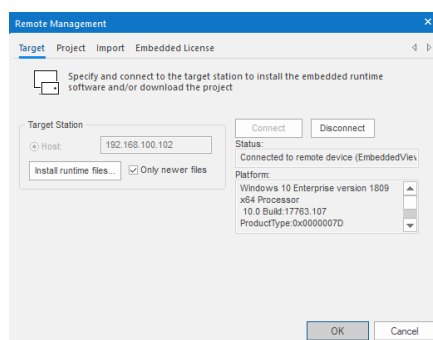 Remote Management
Target Project Import Embedded License
Specify and connect to the target station to install the embedded runtime
software and/or download the project
Target Station
Host:
192.168.100.102
Install runtime files...
Only newer files
Connect
Disconnect
Status:
Connected to remote device (EmbeddedView
Platform:
Windows 10 Enterprise version 1809
x64 Processor
10.0 Build:17763.107
ProductType:0x0000007D
OK
Cancel